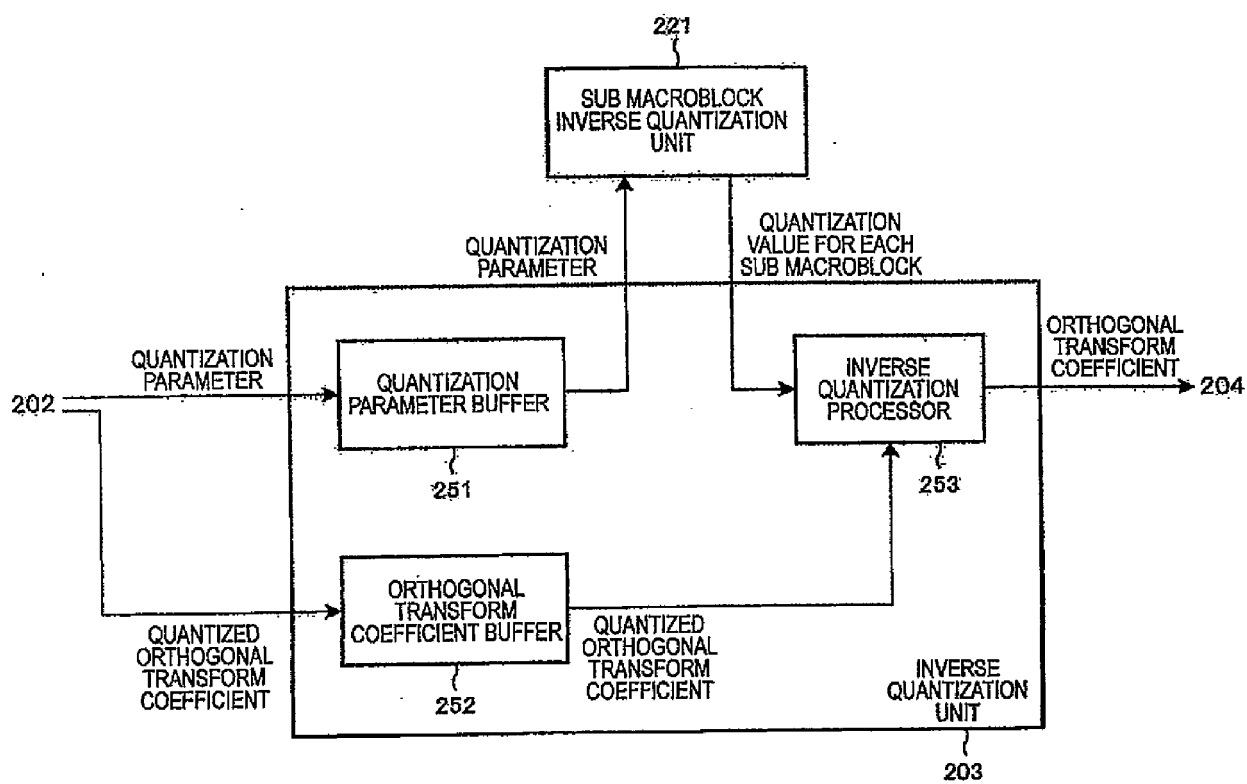 221
SUB MACROBLOCK
INVERSE QUANTIZATION
UNIT
QUANTIZATION
PARAMETER
QUANTIZATION
VALUE FOR EACH
SUB MACROBLOCK
QUANTIZATION
PARAMETER
202
QUANTIZATION
PARAMETER BUFFER
251
INVERSE
QUANTIZATION
PROCESSOR
253
ORTHOGONAL
TRANSFORM
COEFFICIENT
204
QUANTIZED
ORTHOGONAL
TRANSFORM
COEFFICIENT
ORTHOGONAL
TRANSFORM
COEFFICIENT BUFFER
252
QUANTIZED
ORTHOGONAL
TRANSFORM
COEFFICIENT
INVERSE
QUANTIZATION
UNIT
203